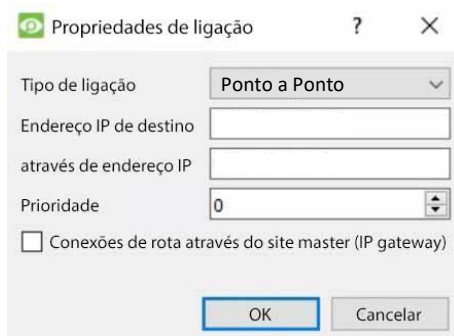 Propriedades de ligação ?
Tipo de ligação Ponto a Ponto
Endereço IP de destino
através de endereço IP
Prioridade 0
Conexões de rota através do site master (IP gateway)
OK Cancelar